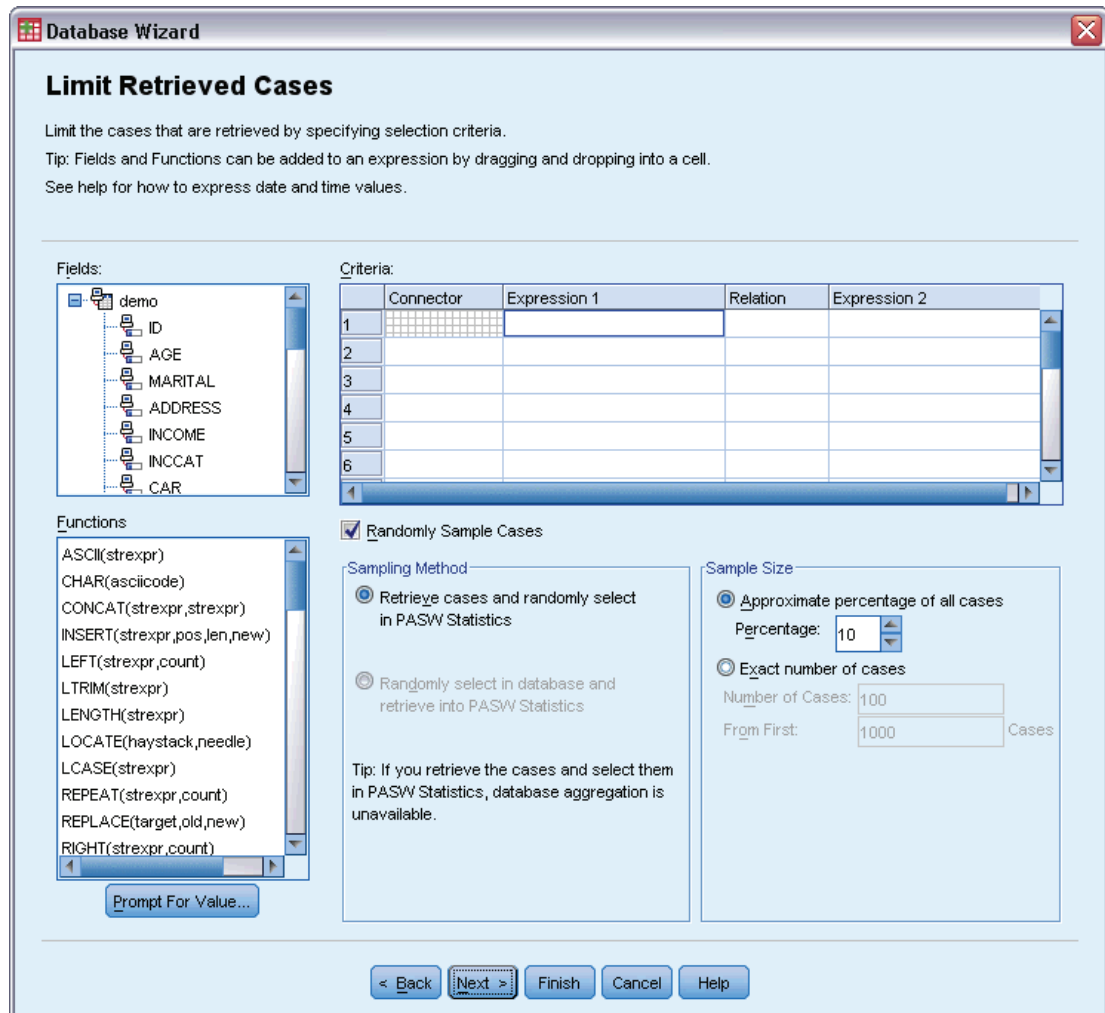 Database Wizard
Limit Retrieved Cases
Limit the cases that are retrieved by specifying selection criteria.
Tip: Fields and Functions can be added to an expression by dragging and dropping into a cell.
See help for how to express date and time values.
Fields:
demo
ID
AGE
MARITAL
ADDRESS
INCOME
INCCAT
CAR
Criteria:
Connector Expression 1 Relation Expression 2
1
2
3
4
5
6
Functions
ASCII(strexpr)
CHAR(asciicode)
CONCAT(strexpr,strexpr)
INSERT(strexpr,pos,len,new)
LEFT(strexpr,count)
LTRIM(strexpr)
LENGTH(strexpr)
LOCATE(haystack,needle)
LCASE(strexpr)
REPEAT(strexpr,count)
REPLACE(target,old,new)
RIGHT(strexpr,count)
Prompt For Value...
Randomly Sample Cases
Sampling Method
Retrieve cases and randomly select
in PASW Statistics
Randomly select in database and
retrieve into PASW Statistics
Tip: If you retrieve the cases and select them
in PASW Statistics, database aggregation is
unavailable.
Sample Size
Approximate percentage of all cases
Percentage: 10
Exact number of cases
Number of Cases: 100
From First: 1000 Cases
< Back Next > Finish Cancel Help